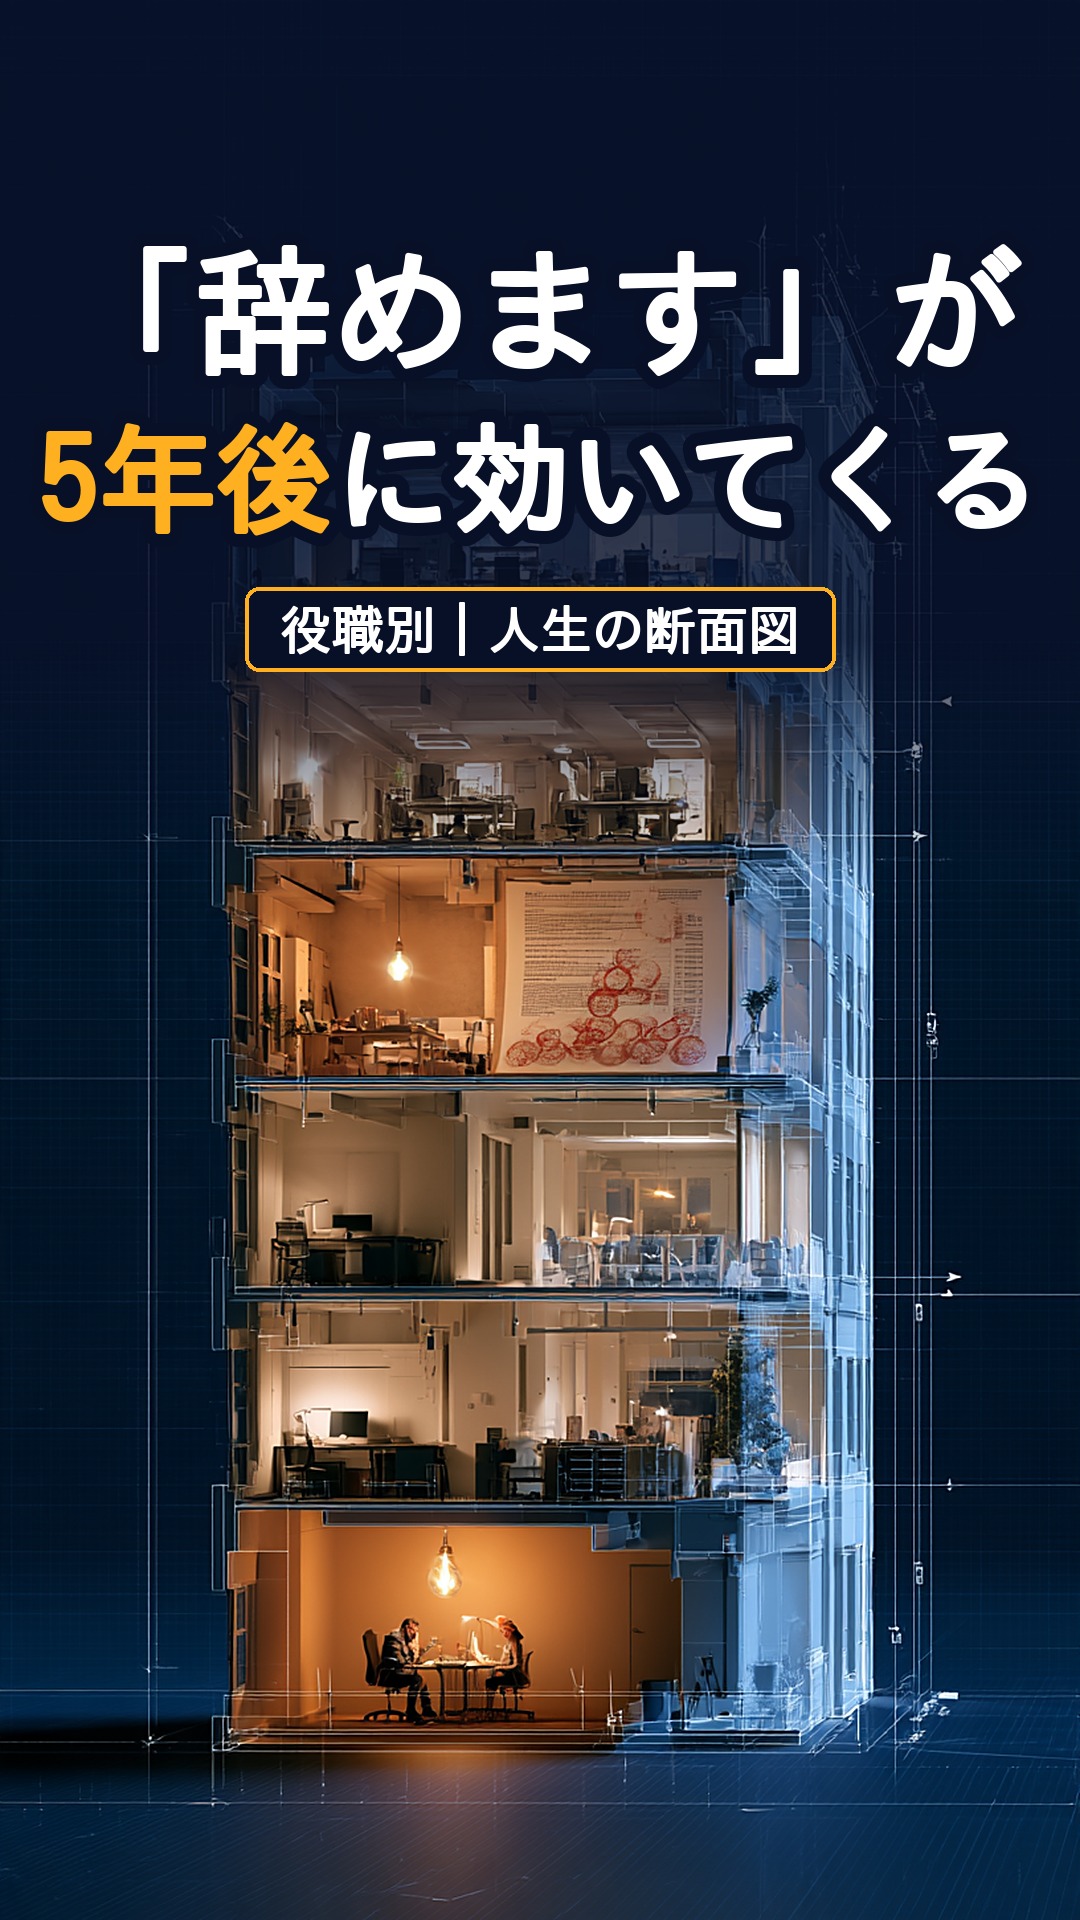 「辞めます」が
5年後に効いてくる
役職別｜人生の断面図